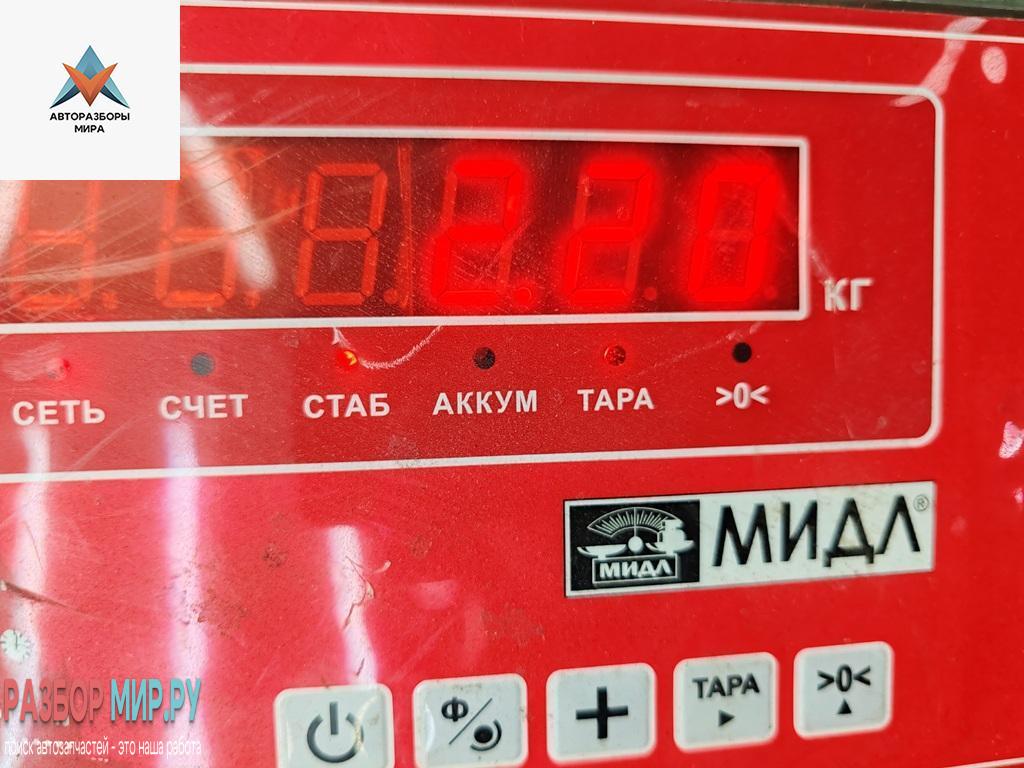 АВТОРАЗБОРЫ
МИРА
2.20
КГ
СЕТЬ СЧЕТ СТАБ АККУМ ТАРА >0<
МИДЛ МИДЛ®
РАЗБОР МИР.РУ
поиск автозапчастей - это наша работа
Ф/ + ТАРА >0<